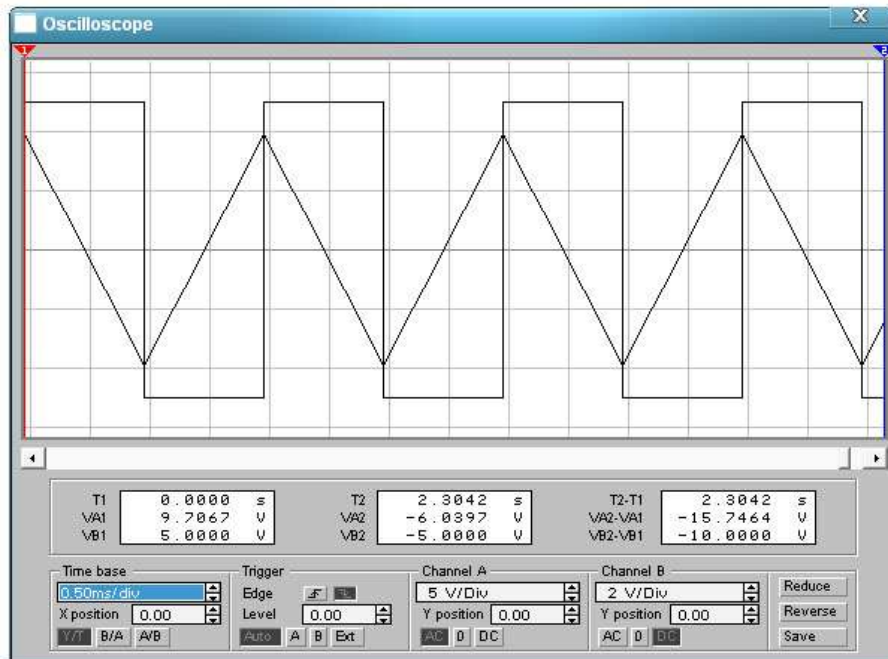 Oscilloscope X
1 2
T1 0.0000 s T2 2.3042 s T2-T1 2.3042 s
VA1 9.7067 V VA2 -6.0397 V VA2-VA1 -15.7464 V
VB1 5.0000 V VB2 -5.0000 V VB2-VB1 -10.0000 V
Time base Trigger Channel A Channel B
0.50ms/div Edge 5 V/Div 2 V/Div Reduce
X position 0.00 Level 0.00 Y position 0.00 Y position 0.00 Reverse
Y/T B/A A/B Auto A B Ext AC 0 DC AC 0 DC Save